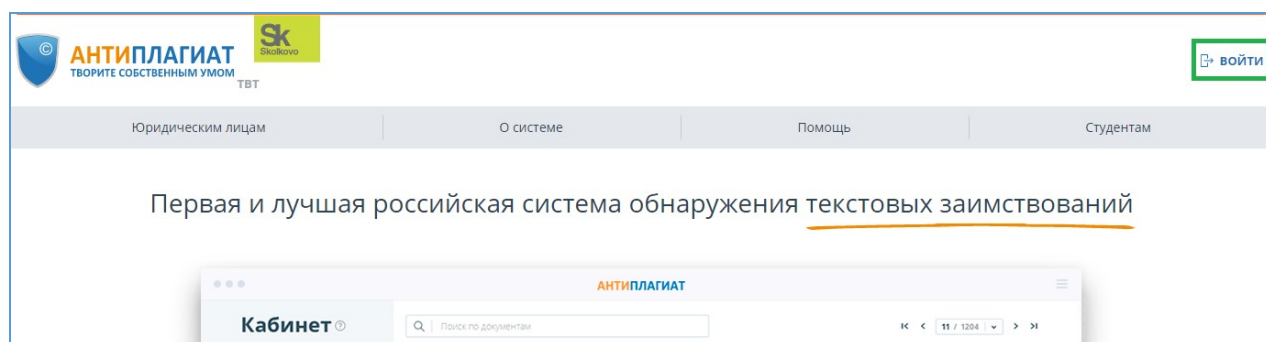 ©
АНТИПЛАГИАТ
ТВОРИТЕ СОБСТВЕННЫМ УМОМ
Sk
Skolkovo
ТВТ
ВОЙТИ
Юридическим лицам
О системе
Помощь
Студентам
Первая и лучшая российская система обнаружения текстовых заимствований
АНТИПЛАГИАТ
Кабинет ?
Поиск по документам
11 / 1204